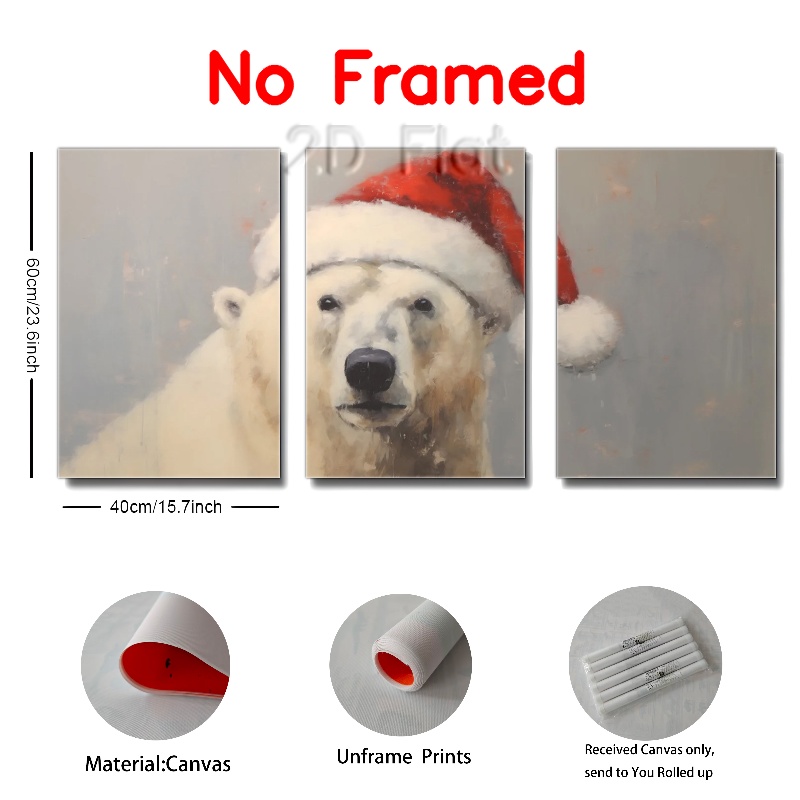 No Framed
2D Flat
60cm/23.6inch
40cm/15.7inch
Material:Canvas
Unframe Prints
Received Canvas only,
send to You Rolled up